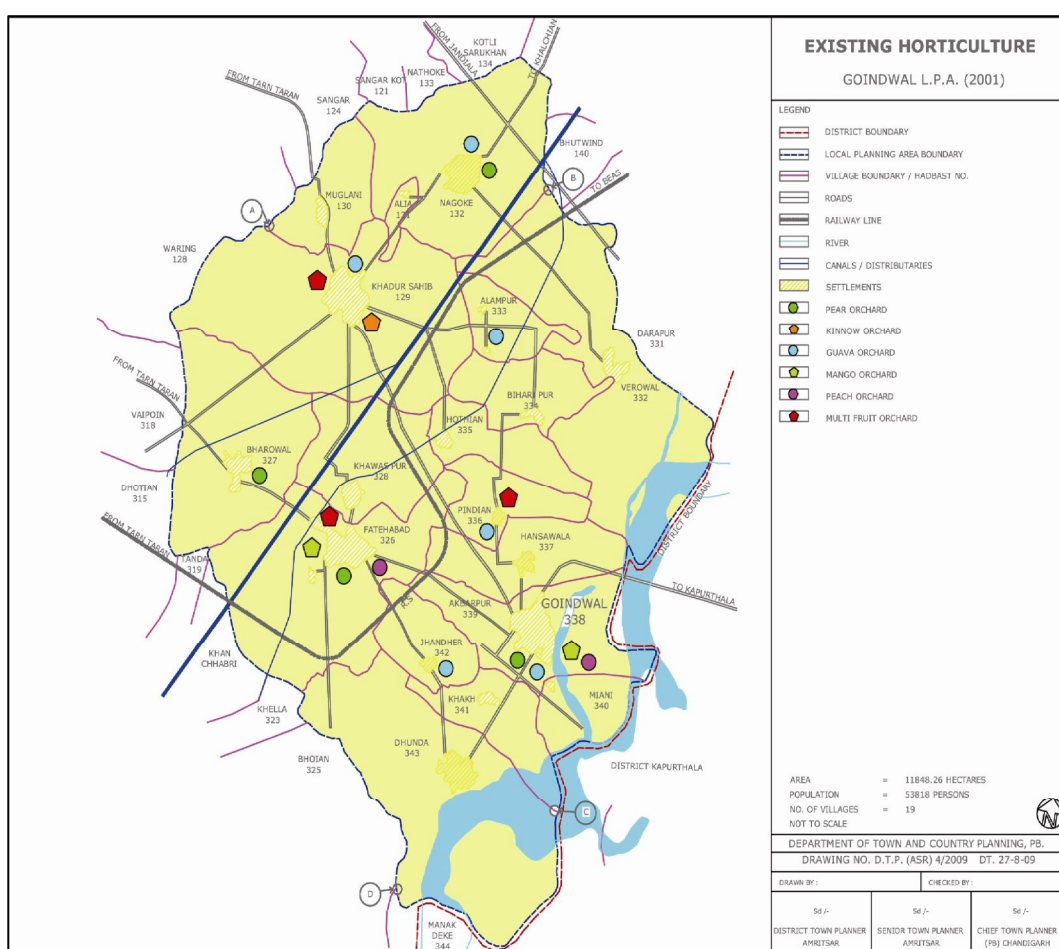 EXISTING HORTICULTURE
GOINDWAL L.P.A. (2001)
LEGEND
DISTRICT BOUNDARY
LOCAL PLANNING AREA BOUNDARY
VILLAGE BOUNDARY / HADBAST NO.
ROADS
RAILWAY LINE
RIVER
CANALS / DISTRIBUTARIES
SETTLEMENTS
PEAR ORCHARD
KINNOW ORCHARD
GUAVA ORCHARD
MANGO ORCHARD
PEACH ORCHARD
MULTI FRUIT ORCHARD
AREA = 11848.26 HECTARES
POPULATION = 53818 PERSONS
NO. OF VILLAGES = 19
NOT TO SCALE
N
DEPARTMENT OF TOWN AND COUNTRY PLANNING, PB.
DRAWING NO. D.T.P. (ASR) 4/2009 DT. 27-8-09
DRAWN BY :
CHECKED BY :
Sd /-
DISTRICT TOWN PLANNER
AMRITSAR
Sd /-
SENIOR TOWN PLANNER
AMRITSAR
Sd /-
CHIEF TOWN PLANNER
(PB) CHANDIGARH
FROM JANDIALA
KOTLI
SARUKHAN
134
TO KHALCHIAN
NATHOKE
133
SANGAR KOT
121
FROM TARN TARAN
SANGAR
124
BHUTWIND
140
B
TO BEAS
MUGLANI
130
ALIA
131
NAGOKE
132
A
WARING
128
KHADUR SAHIB
129
ALAMPUR
333
DARAPUR
331
VEROWAL
332
FROM TARN TARAN
VAIPOIN
318
BIHARI PUR
334
HOTHIAN
335
BHAROWAL
327
KHAWAS PUR
328
DHOTIAN
315
PINDIAN
336
FATEHABAD
326
HANSAWALA
337
DISTRICT BOUNDARY
FROM TARN TARAN
TANDA
319
TO KAPURTHALA
GOINDWAL
338
AKBARPUR
339
JHANDHER
342
KHAN
CHHABRI
KHAKH
341
MIANI
340
KHELLA
323
DHUNDA
343
BHOIAN
325
DISTRICT KAPURTHALA
C
D
MANAK
DEKE
344